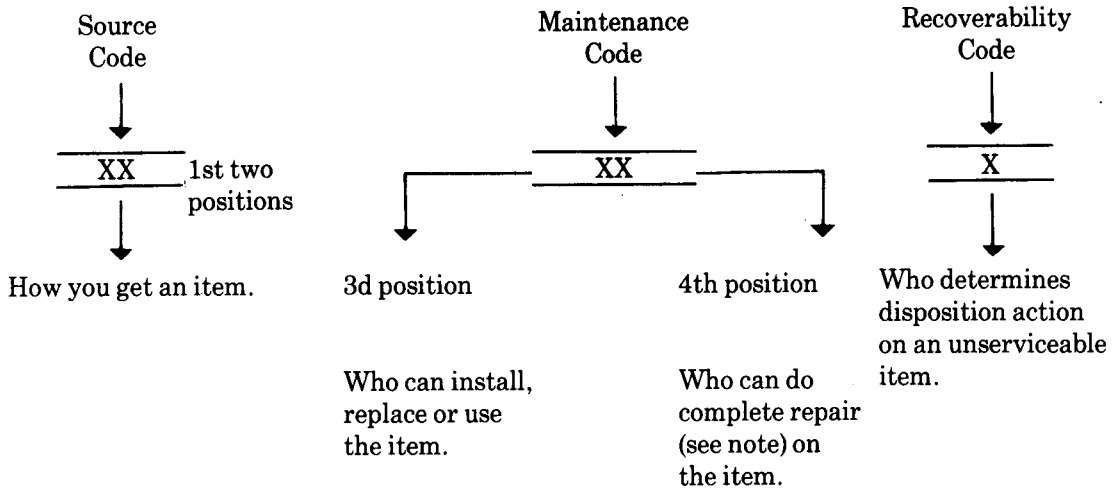 Source
Code
XX
1st two
positions
How you get an item.
Maintenance
Code
XX
3d position
Who can install,
replace or use
the item.
4th position
Who can do
complete repair
(see note) on
the item.
Recoverability
Code
X
Who determines
disposition action
on an unserviceable
item.